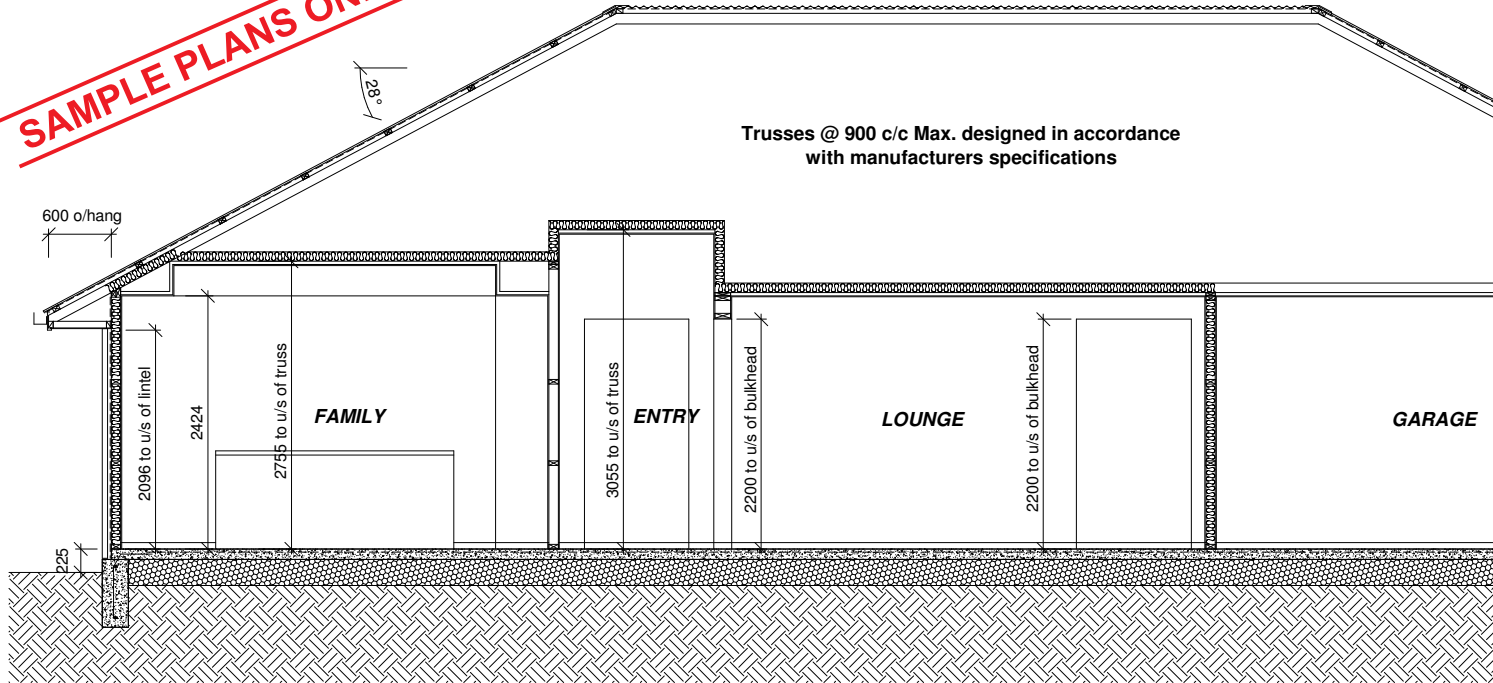 SAMPLE PLANS ON
28°
Trusses @ 900 c/c Max. designed in accordance
with manufacturers specifications
600 o/hang
2096 to u/s of lintel
2424
2755 to u/s of truss
FAMILY
3055 to u/s of truss
ENTRY
2200 to u/s of bulkhead
LOUNGE
2200 to u/s of bulkhead
GARAGE
225